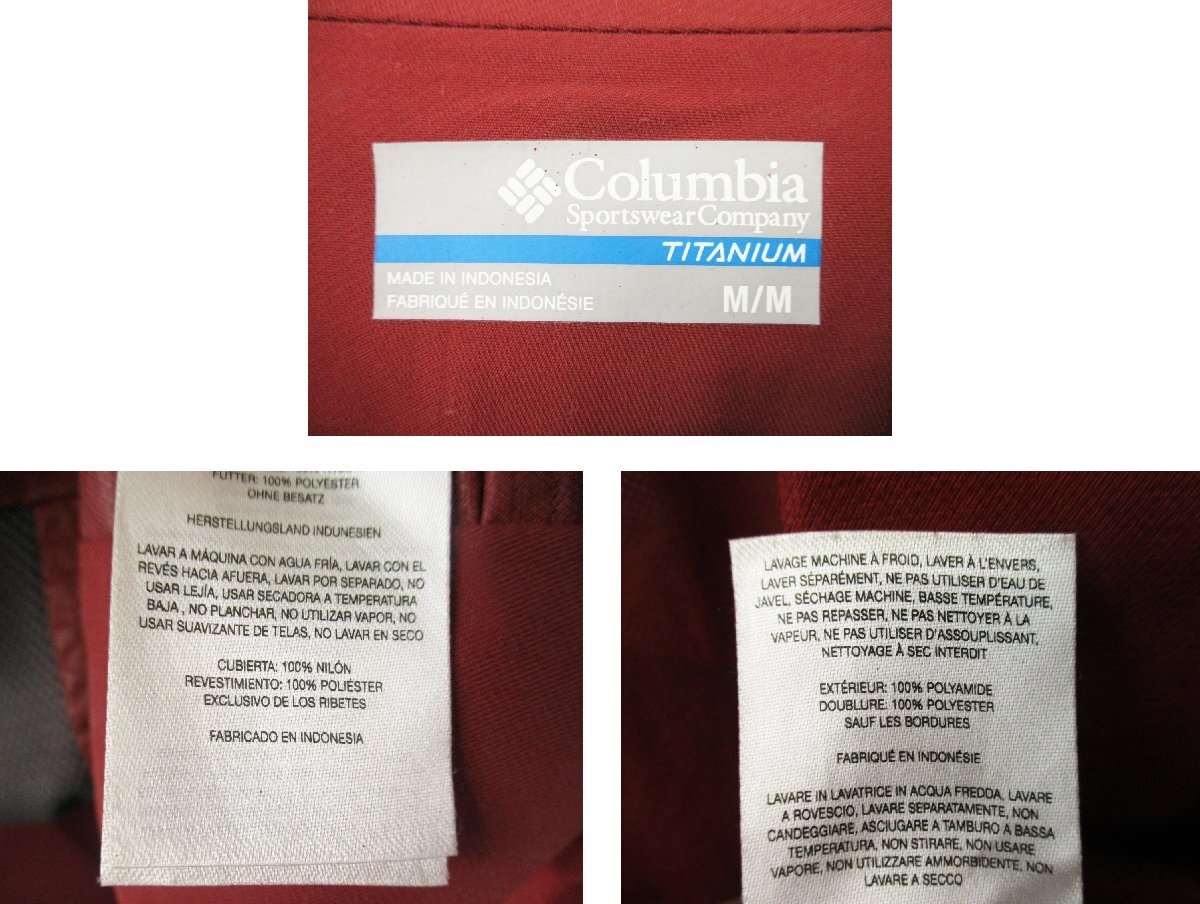 Columbia
Sportswear Company
TITANIUM
MADE IN INDONESIA
FABRIQUÉ EN INDONÉSIE
M/M
FUTTER: 100% POLYESTER
OHNE BESATZ
HERSTELLUNGSLAND INDUNESIEN
LAVAR A MÁQUINA CON AGUA FRÍA, LAVAR CON EL
REVÉS HACIA AFUERA, LAVAR POR SEPARADO, NO
USAR LEJÍA, USAR SECADORA A TEMPERATURA
BAJA , NO PLANCHAR, NO UTILIZAR VAPOR, NO
USAR SUAVIZANTE DE TELAS, NO LAVAR EN SECO
CUBIERTA: 100% NILÓN
REVESTIMIENTO: 100% POLIÉSTER
EXCLUSIVO DE LOS RIBETES
FABRICADO EN INDONESIA
LAVAGE MACHINE À FROID, LAVER À L'ENVERS,
LAVER SÉPARÉMENT, NE PAS UTILISER D'EAU DE
JAVEL, SÉCHAGE MACHINE, BASSE TEMPÉRATURE,
NE PAS REPASSER, NE PAS NETTOYER À LA
VAPEUR, NE PAS UTILISER D'ASSOUPLISSANT,
NETTOYAGE À SEC INTERDIT
EXTÉRIEUR: 100% POLYAMIDE
DOUBLURE: 100% POLYESTER
SAUF LES BORDURES
FABRIQUÉ EN INDONÉSIE
LAVARE IN LAVATRICE IN ACQUA FREDDA, LAVARE
A ROVESCIO, LAVARE SEPARATAMENTE, NON
CANDEGGIARE, ASCIUGARE A TAMBURO A BASSA
TEMPERATURA, NON STIRARE, NON USARE
VAPORE, NON UTILIZZARE AMMORBIDENTE, NON
LAVARE A SECCO